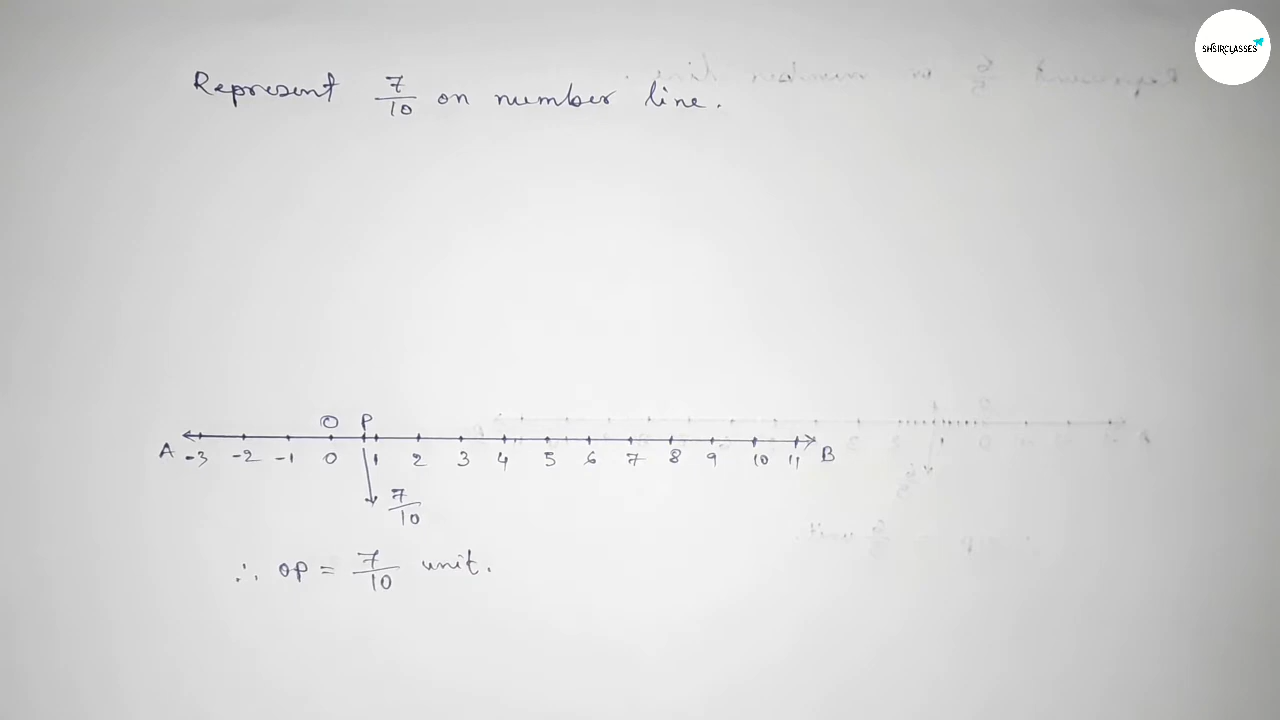 SHSIRCLASSES
Represent 7/10 on number line.
O P
A -3 -2 -1 0 1 2 3 4 5 6 7 8 9 10 11 B
7/10
∴ OP = 7/10 unit.